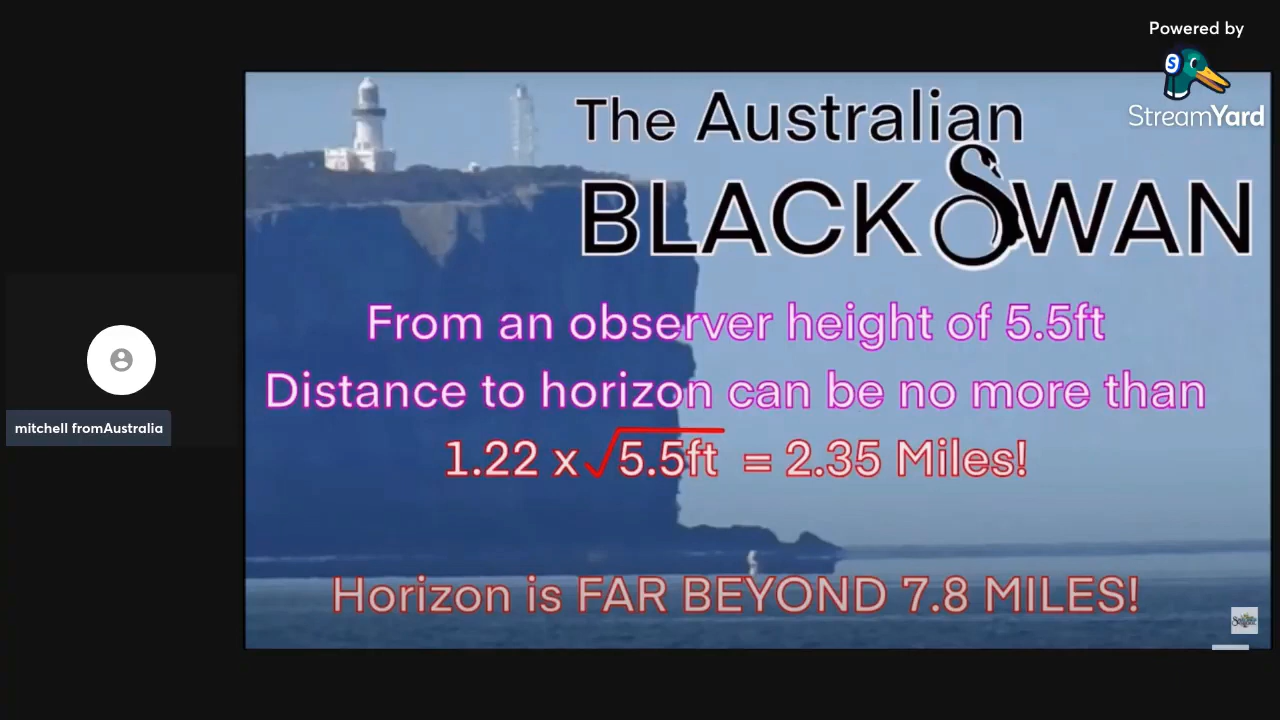 Powered by
StreamYard
The Australian
BLACK SWAN
From an observer height of 5.5ft
Distance to horizon can be no more than
1.22 x √5.5ft = 2.35 Miles!
Horizon is FAR BEYOND 7.8 MILES!
mitchell fromAustralia